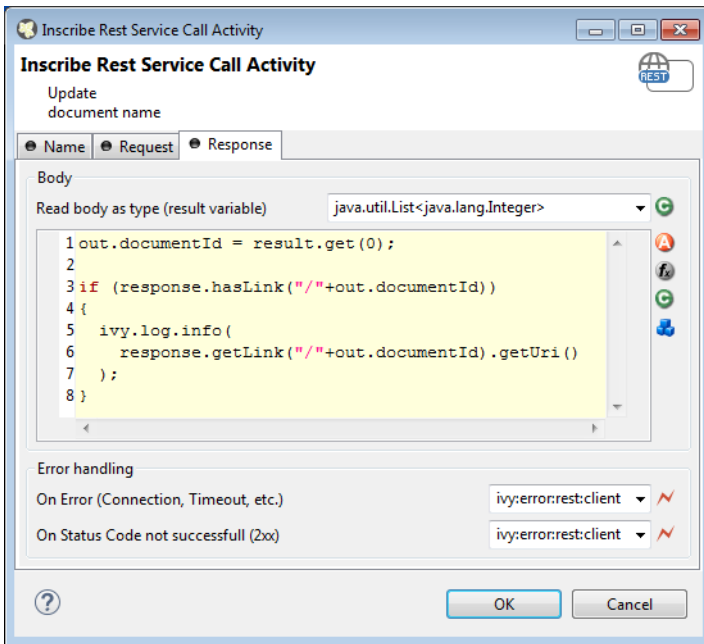 Inscribe Rest Service Call Activity
Inscribe Rest Service Call Activity
REST
Update
document name
Name Request Response
Body
Read body as type (result variable) java.util.List<java.lang.Integer>
1 out.documentId = result.get(0);
2
3 if (response.hasLink("/"+out.documentId))
4 {
5   ivy.log.info(
6     response.getLink("/"+out.documentId).getUri()
7   );
8 }
A
fx
C
C
Error handling
On Error (Connection, Timeout, etc.) ivy:error:rest:client
On Status Code not successfull (2xx) ivy:error:rest:client
? OK Cancel